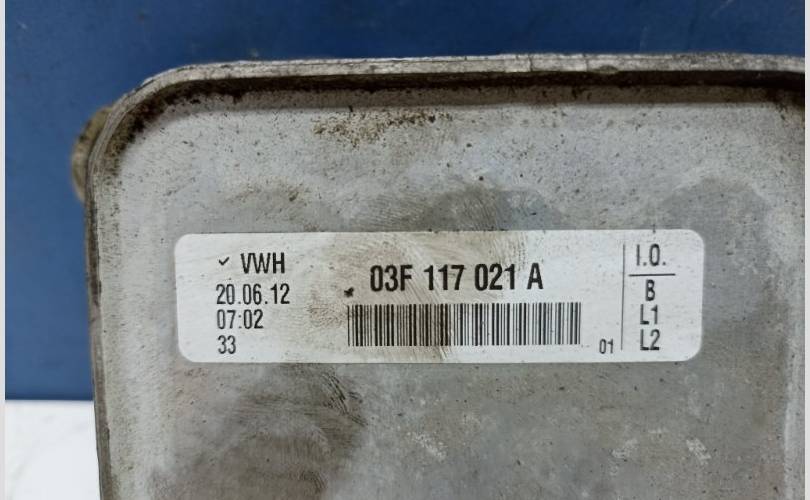 ✓ VWH
20.06.12
07:02
33
03F 117 021 A
01
I.O.
B
L1
L2